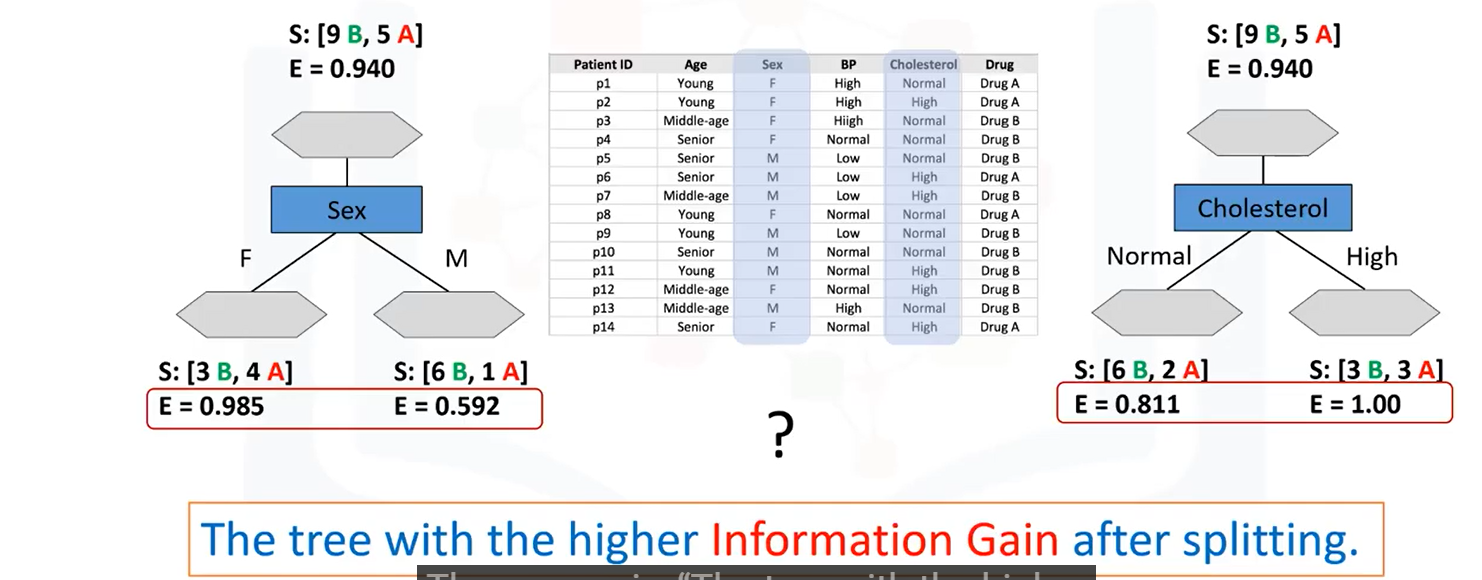 S: [9 B, 5 A]
E = 0.940
Sex
F
M
S: [3 B, 4 A]
S: [6 B, 1 A]
E = 0.985
E = 0.592
Patient ID Age Sex BP Cholesterol Drug
p1 Young F High Normal Drug A
p2 Young F High High Drug A
p3 Middle-age F Hiigh Normal Drug B
p4 Senior F Normal Normal Drug B
p5 Senior M Low Normal Drug B
p6 Senior M Low High Drug A
p7 Middle-age M Low High Drug B
p8 Young F Normal Normal Drug A
p9 Young M Low Normal Drug B
p10 Senior M Normal Normal Drug B
p11 Young M Normal High Drug B
p12 Middle-age F Normal High Drug B
p13 Middle-age M High Normal Drug B
p14 Senior F Normal High Drug A
?
S: [9 B, 5 A]
E = 0.940
Cholesterol
Normal
High
S: [6 B, 2 A]
S: [3 B, 3 A]
E = 0.811
E = 1.00
The tree with the higher Information Gain after splitting.